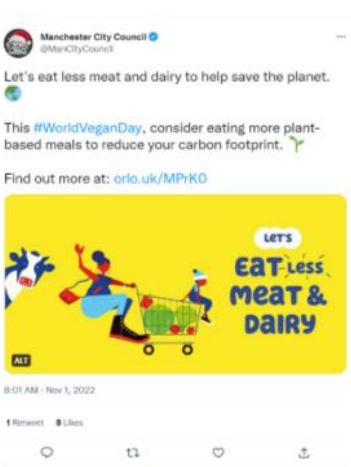 Manchester City Council
@ManCityCouncil
Let's eat less meat and dairy to help save the planet.
This #WorldVeganDay, consider eating more plant-
based meals to reduce your carbon footprint.
Find out more at: orlo.uk/MPrKO
LET'S
EAT LESS
MEAT &
DAIRY
ALT
8:01 AM · Nov 1, 2022
1 Retweet 8 Likes